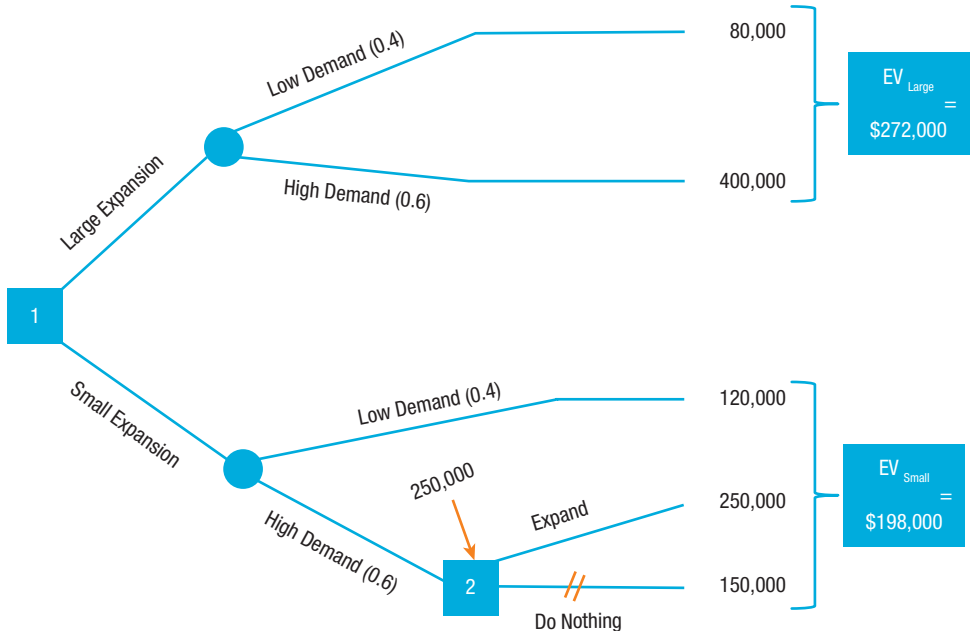 Low Demand (0.4)
80,000
EV Large
=
$272,000
Large Expansion
High Demand (0.6)
400,000
1
Small Expansion
Low Demand (0.4)
120,000
250,000
High Demand (0.6)
Expand
250,000
EV Small
=
$198,000
2
150,000
Do Nothing